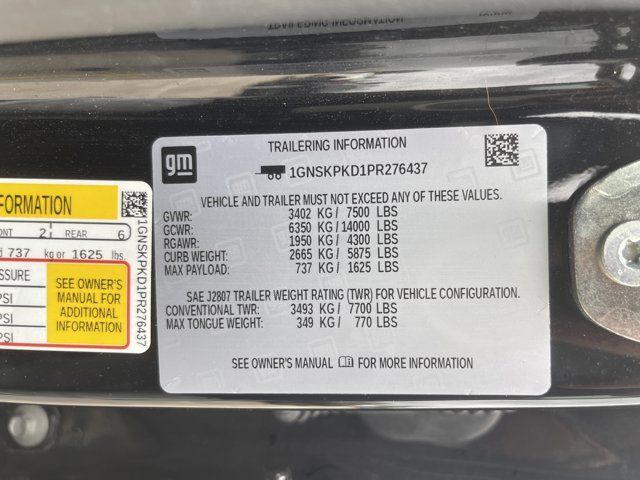 TRAILERING INFORMATION
gm
TRAILERING INFORMATION
1GNSKPKD1PR276437
VEHICLE AND TRAILER MUST NOT EXCEED ANY OF THESE VALUES.
GVWR: 3402 KG / 7500 LBS
GCWR: 6350 KG / 14000 LBS
RGAWR: 1950 KG / 4300 LBS
CURB WEIGHT: 2665 KG / 5875 LBS
MAX PAYLOAD: 737 KG / 1625 LBS
SAE J2807 TRAILER WEIGHT RATING (TWR) FOR VEHICLE CONFIGURATION.
CONVENTIONAL TWR: 3493 KG / 7700 LBS
MAX TONGUE WEIGHT: 349 KG / 770 LBS
SEE OWNER'S MANUAL FOR MORE INFORMATION
FORMATION
ONT 2 REAR 6
d 737 kg or 1625 lbs.
ESSURE
PSI
PSI
PSI
SEE OWNER'S
MANUAL FOR
ADDITIONAL
INFORMATION
1GNSKPKD1PR276437